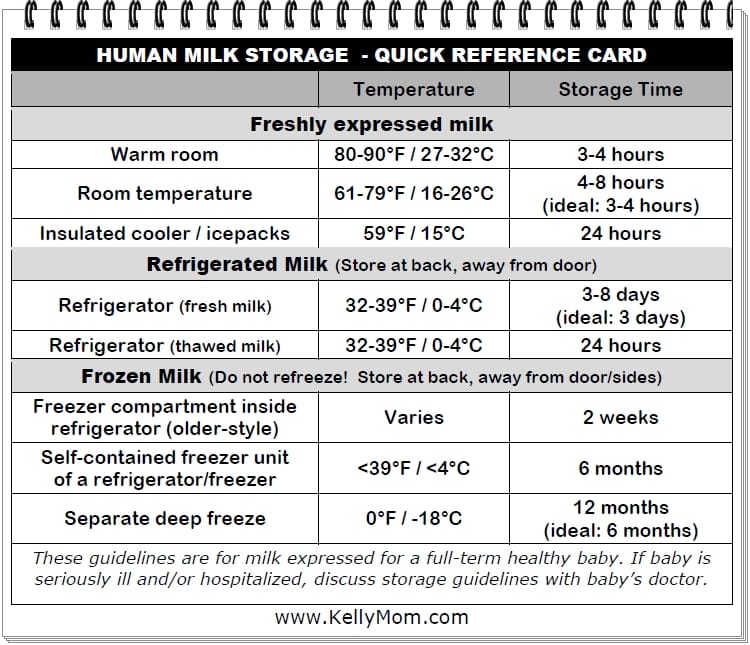 HUMAN MILK STORAGE - QUICK REFERENCE CARD
Temperature Storage Time
Freshly expressed milk
Warm room 80-90°F / 27-32°C 3-4 hours
Room temperature 61-79°F / 16-26°C 4-8 hours
(ideal: 3-4 hours)
Insulated cooler / icepacks 59°F / 15°C 24 hours
Refrigerated Milk (Store at back, away from door)
Refrigerator (fresh milk) 32-39°F / 0-4°C 3-8 days
(ideal: 3 days)
Refrigerator (thawed milk) 32-39°F / 0-4°C 24 hours
Frozen Milk (Do not refreeze! Store at back, away from door/sides)
Freezer compartment inside
refrigerator (older-style) Varies 2 weeks
Self-contained freezer unit
of a refrigerator/freezer <39°F / <4°C 6 months
Separate deep freeze 0°F / -18°C 12 months
(ideal: 6 months)
These guidelines are for milk expressed for a full-term healthy baby. If baby is
seriously ill and/or hospitalized, discuss storage guidelines with baby's doctor.
www.KellyMom.com